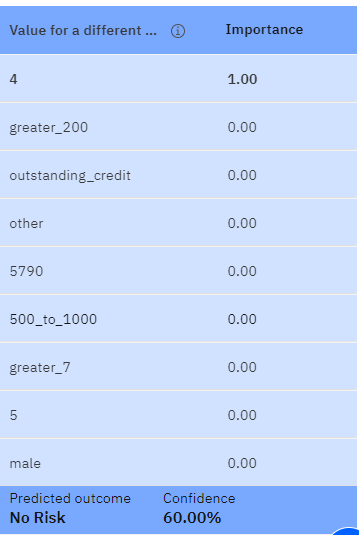 Value for a different ... Importance
4 1.00
greater_200 0.00
outstanding_credit 0.00
other 0.00
5790 0.00
500_to_1000 0.00
greater_7 0.00
5 0.00
male 0.00
Predicted outcome Confidence
No Risk 60.00%